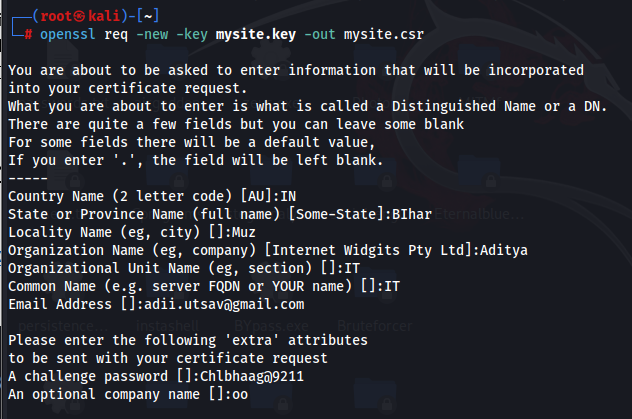 ┌──(root㉿kali)-[~]
└─# openssl req -new -key mysite.key -out mysite.csr
You are about to be asked to enter information that will be incorporated
into your certificate request.
What you are about to enter is what is called a Distinguished Name or a DN.
There are quite a few fields but you can leave some blank
For some fields there will be a default value,
If you enter '.', the field will be left blank.
-----
Country Name (2 letter code) [AU]:IN
State or Province Name (full name) [Some-State]:BIhar
Eternalblue...
Locality Name (eg, city) []:Muz
Organization Name (eg, company) [Internet Widgits Pty Ltd]:Aditya
Organizational Unit Name (eg, section) []:IT
Common Name (e.g. server FQDN or YOUR name) []:IT
Email Address []:adii.utsav@gmail.com
persistence... instashell BYpass.exe Bruteforcer
Please enter the following 'extra' attributes
to be sent with your certificate request
A challenge password []:Chlbhaag@9211
An optional company name []:oo